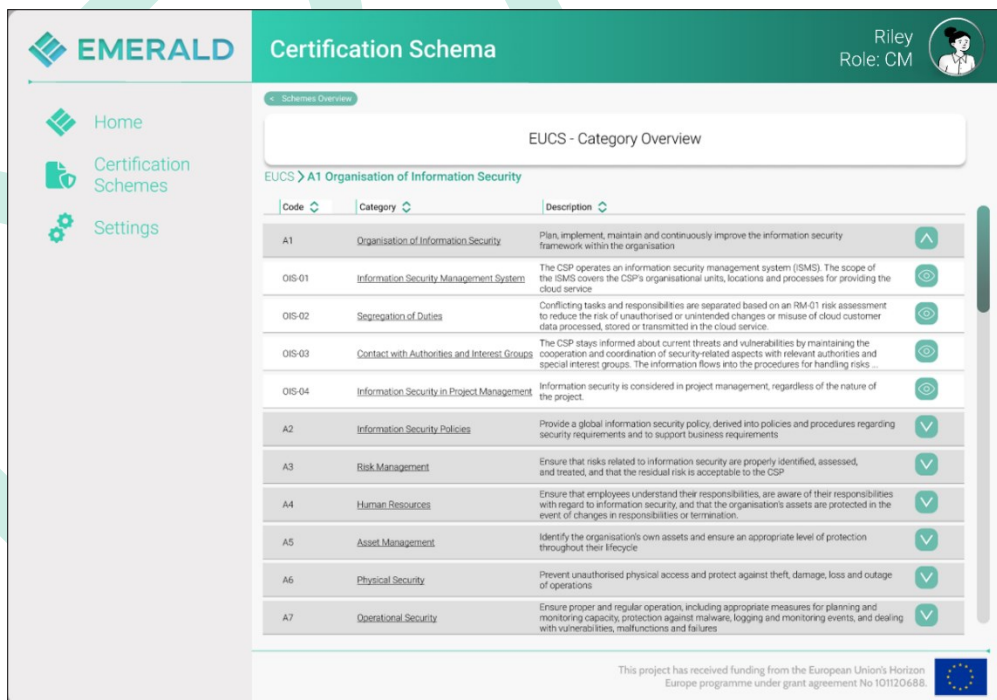 EMERALD
Certification Schema
Riley
Role: CM
Home
Certification
Schemes
Settings
< Schemes Overview
EUCS - Category Overview
EUCS > A1 Organisation of Information Security
Code Category Description
A1 Organisation of Information Security Plan, implement, maintain and continuously improve the information security
framework within the organisation
OIS-01 Information Security Management System The CSP operates an information security management system (ISMS). The scope of
the ISMS covers the CSP's organisational units, locations and processes for providing the
cloud service
OIS-02 Segregation of Duties Conflicting tasks and responsibilities are separated based on an RM-01 risk assessment
to reduce the risk of unauthorised or unintended changes or misuse of cloud customer
data processed, stored or transmitted in the cloud service.
OIS-03 Contact with Authorities and Interest Groups The CSP stays informed about current threats and vulnerabilities by maintaining the
cooperation and coordination of security-related aspects with relevant authorities and
special interest groups. The information flows into the procedures for handling risks ...
OIS-04 Information Security in Project Management Information security is considered in project management, regardless of the nature of
the project.
A2 Information Security Policies Provide a global information security policy, derived into policies and procedures regarding
security requirements and to support business requirements
A3 Risk Management Ensure that risks related to information security are properly identified, assessed,
and treated, and that the residual risk is acceptable to the CSP
A4 Human Resources Ensure that employees understand their responsibilities, are aware of their responsibilities
with regard to information security, and that the organisation's assets are protected in the
event of changes in responsibilities or termination.
A5 Asset Management Identify the organisation's own assets and ensure an appropriate level of protection
throughout their lifecycle
A6 Physical Security Prevent unauthorised physical access and protect against theft, damage, loss and outage
of operations
A7 Operational Security Ensure proper and regular operation, including appropriate measures for planning and
monitoring capacity, protection against malware, logging and monitoring events, and dealing
with vulnerabilities, malfunctions and failures
This project has received funding from the European Union's Horizon
Europe programme under grant agreement No 101120688.